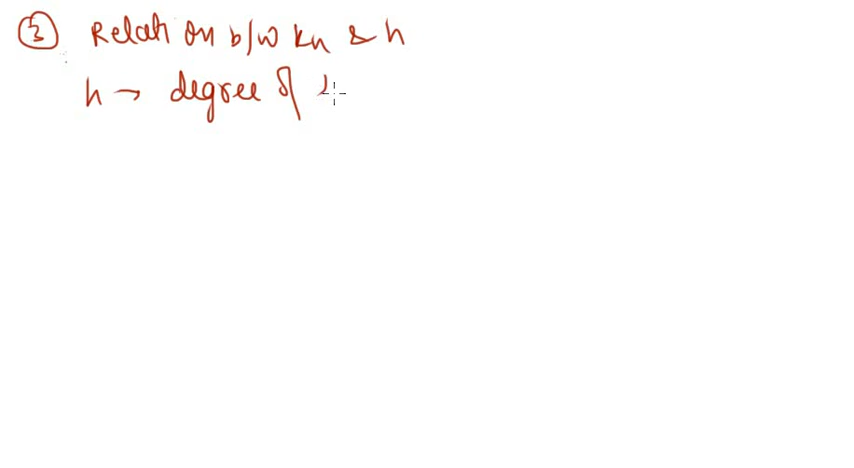 3 Relation b/w Kh & h
h → degree of